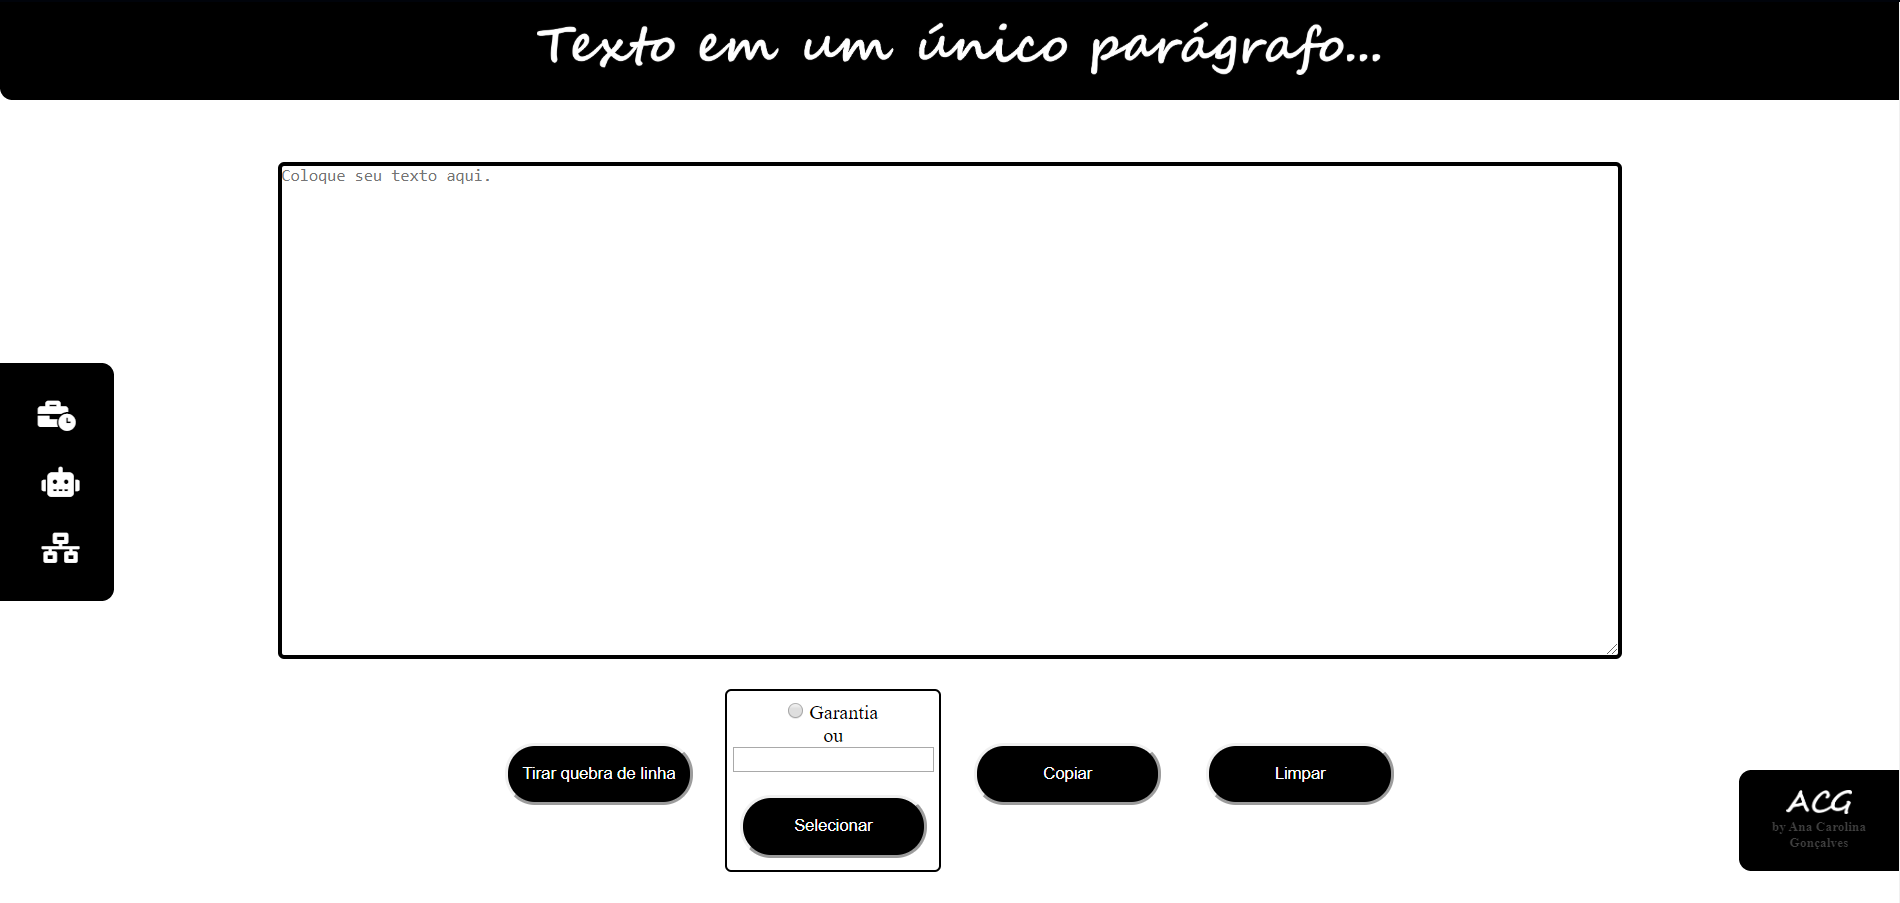 Texto em um único parágrafo...
Coloque seu texto aqui.
Garantia
ou
Tirar quebra de linha
Selecionar
Copiar
Limpar
ACG
by Ana Carolina
Gonçalves